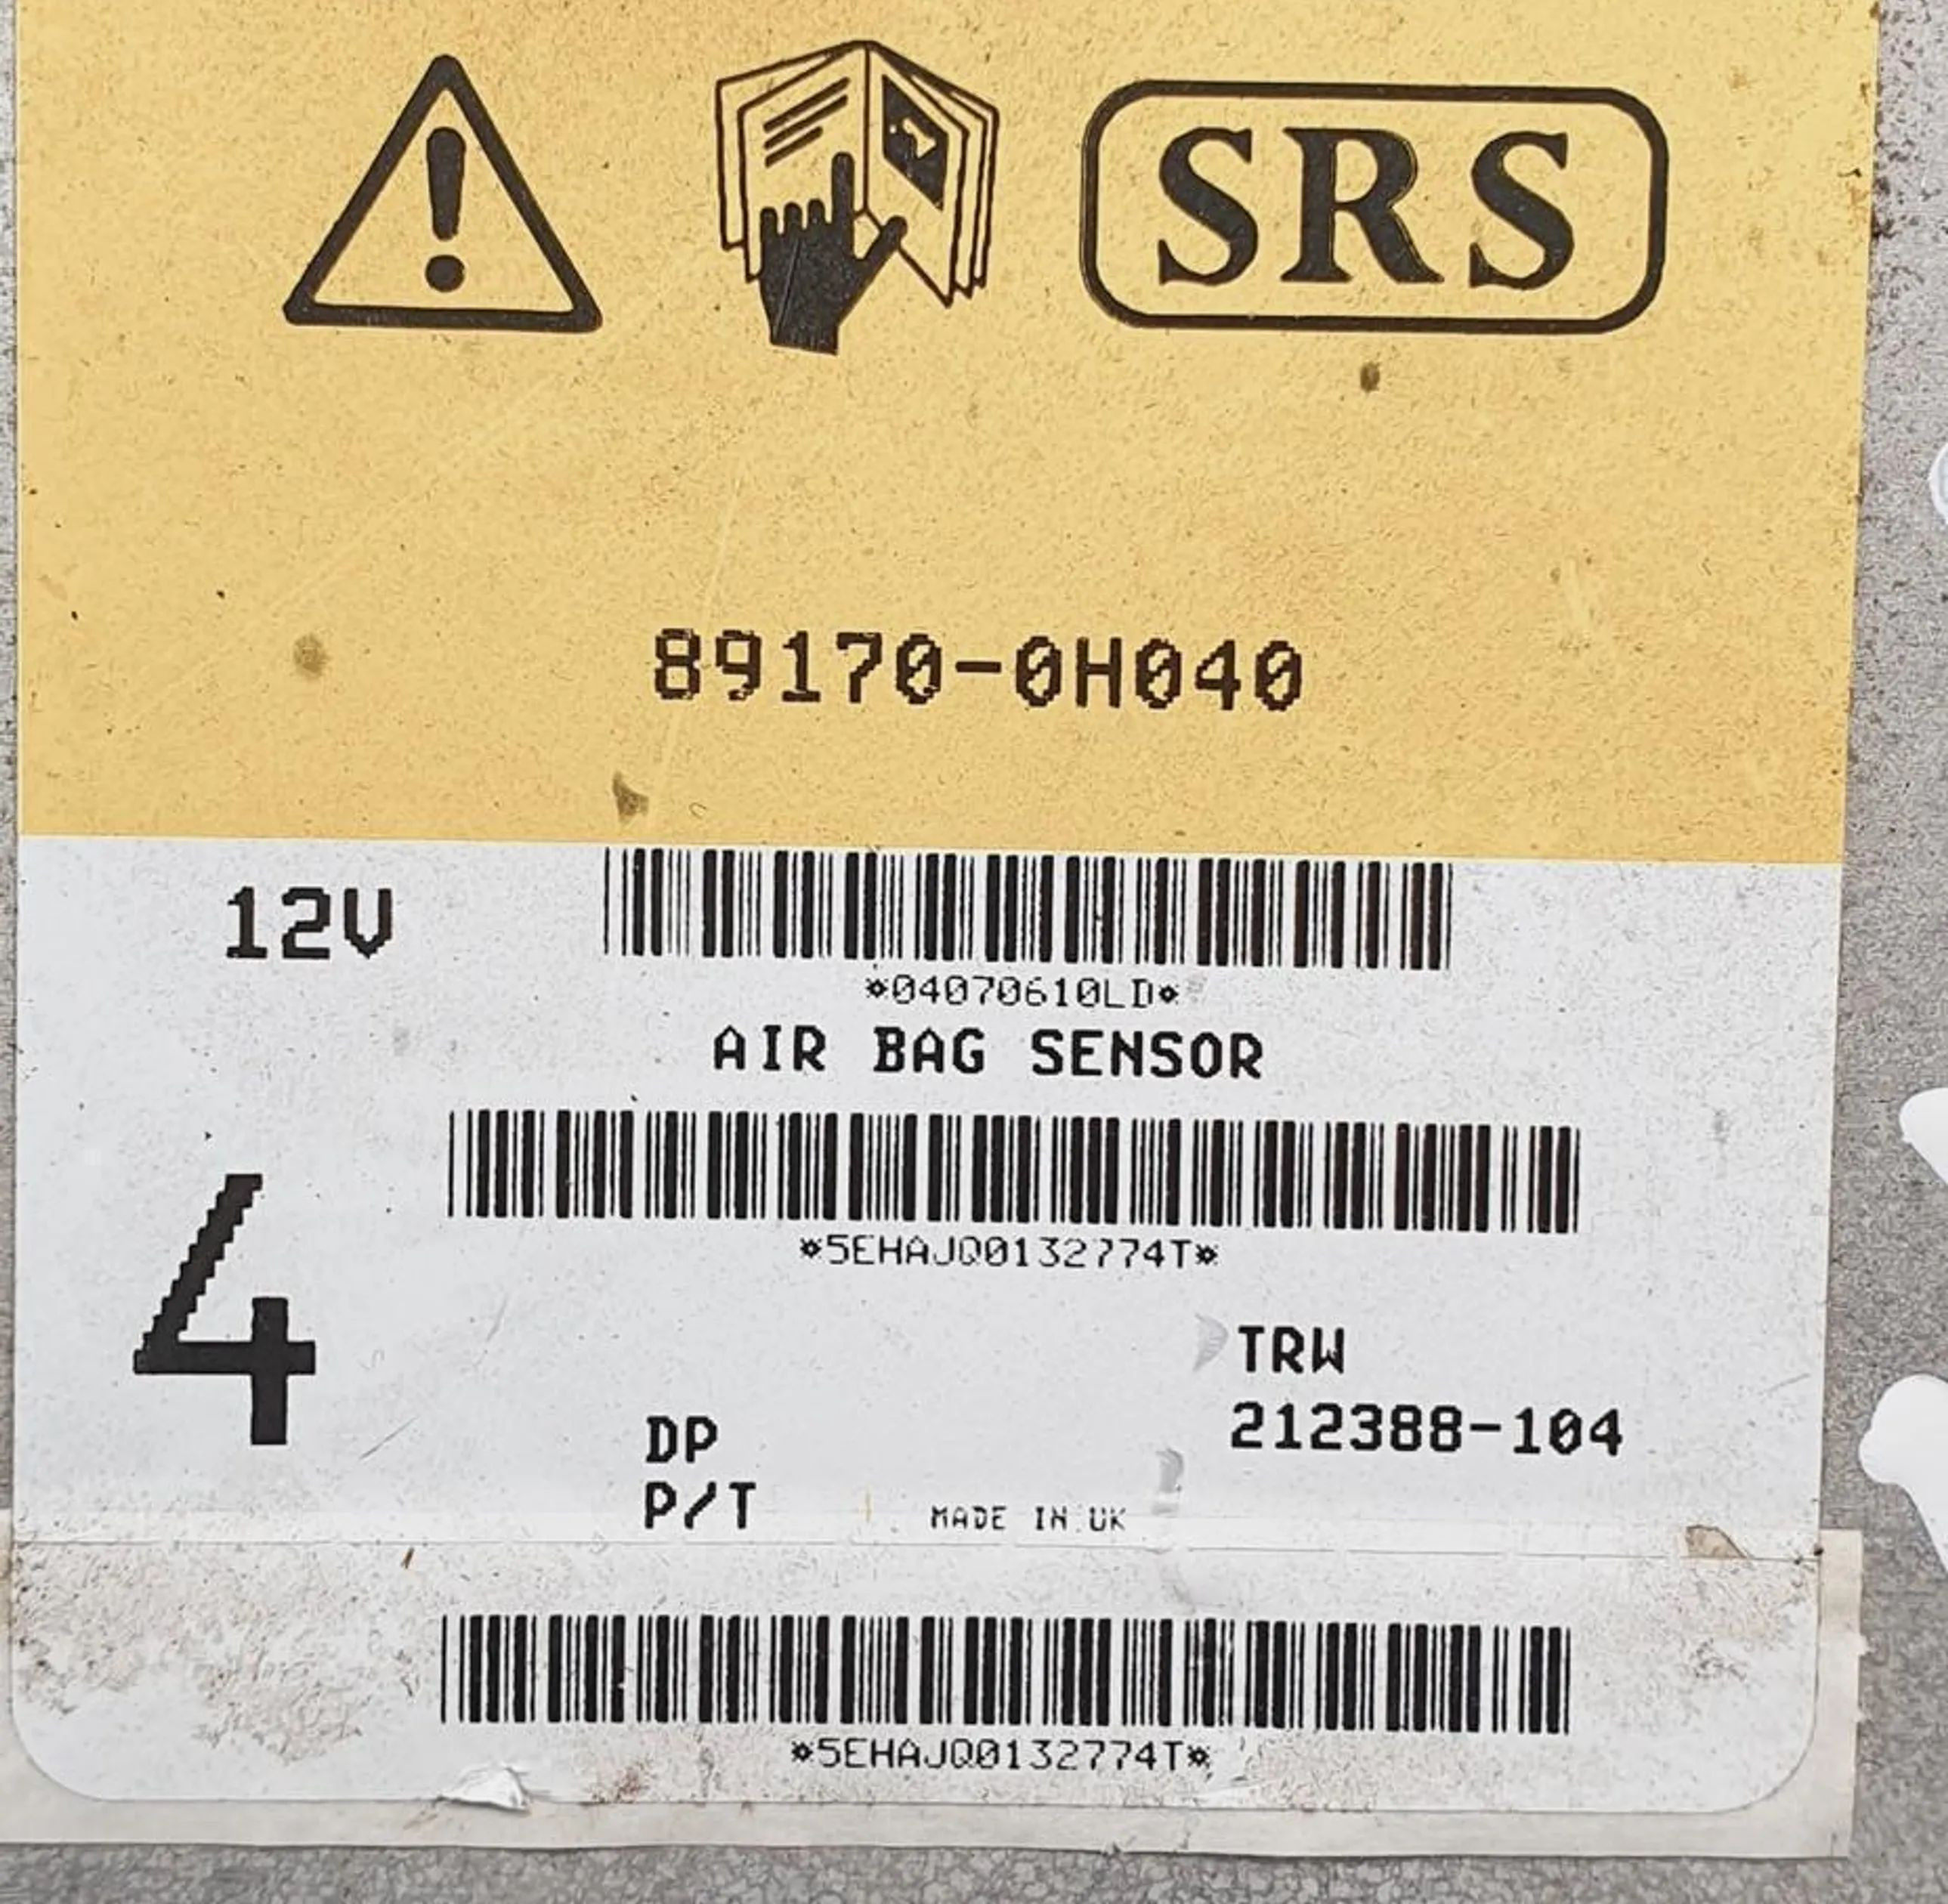 SRS
89170-0H040
12V
*04070610LD*
AIR BAG SENSOR
*5EHAJQ0132774T*
4
TRW
212388-104
DP
P/T
MADE IN UK
*5EHAJQ0132774T*